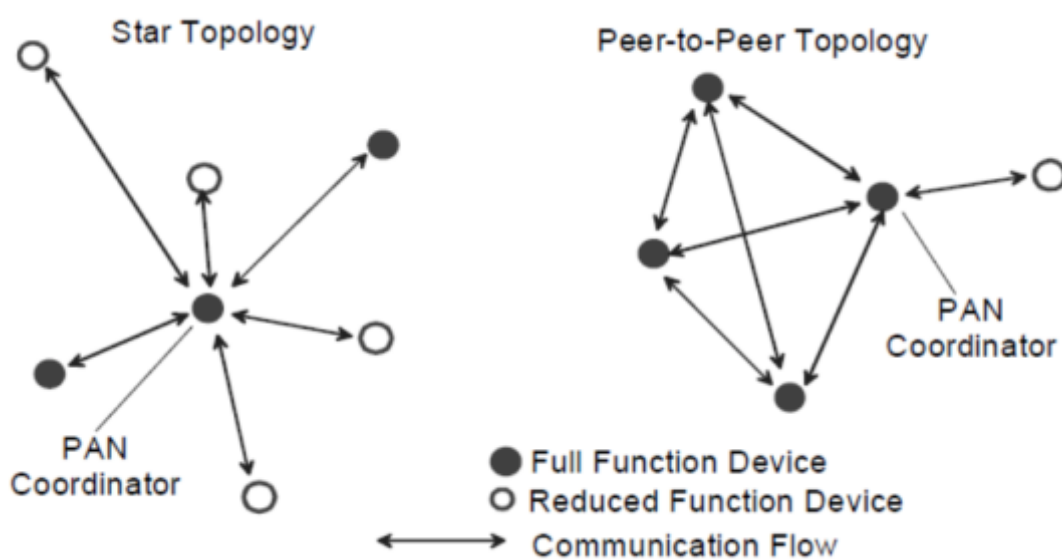 Star Topology
Peer-to-Peer Topology
PAN
Coordinator
PAN
Coordinator
Full Function Device
Reduced Function Device
Communication Flow